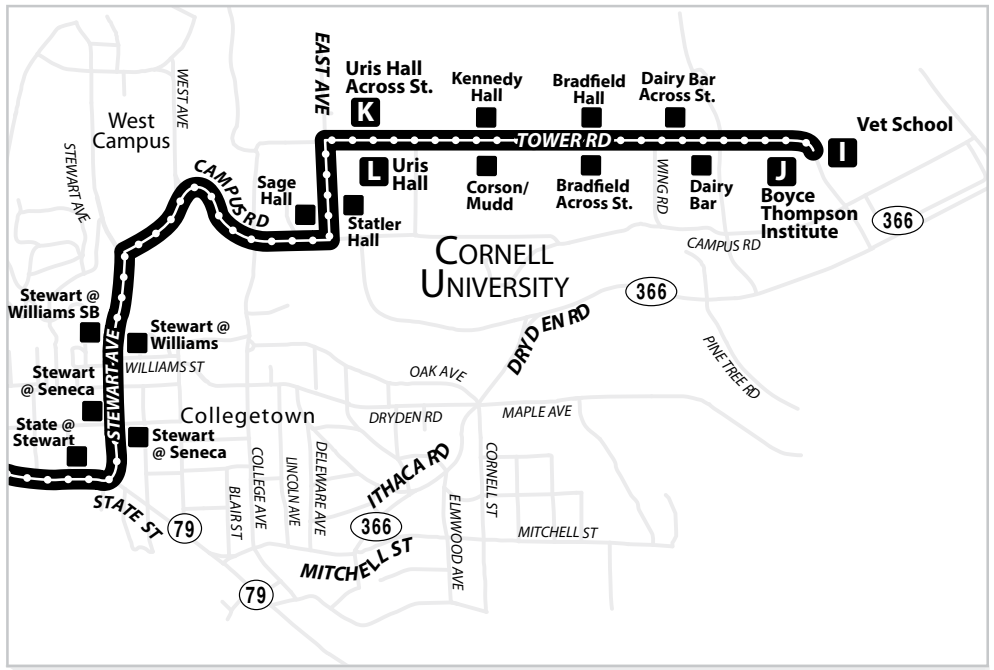 EAST AVE
Uris Hall
Across St.
K
Kennedy
Hall
Bradfield
Hall
Dairy Bar
Across St.
Vet School
I
WEST AVE
West
Campus
STEWART AVE
TOWER RD
CAMPUS RD
Sage
Hall
L
Uris
Hall
Statler
Hall
Corson/
Mudd
Bradfield
Across St.
WING RD
Dairy
Bar
J
Boyce
Thompson
Institute
366
CAMPUS RD
CORNELL
UNIVERSITY
366
DRYDEN RD
PINE TREE RD
Stewart @
Williams SB
Stewart @
Williams
WILLIAMS ST
STEWART AVE
Stewart
@ Seneca
State @
Stewart
Stewart
@ Seneca
Collegetown
OAK AVE
DRYDEN RD
MAPLE AVE
ITHACA RD
CORNELL ST
ELMWOOD AVE
DELEWARE AVE
LINCOLN AVE
COLLEGE AVE
BLAIR ST
STATE ST
79
366
MITCHELL ST
MITCHELL ST
79